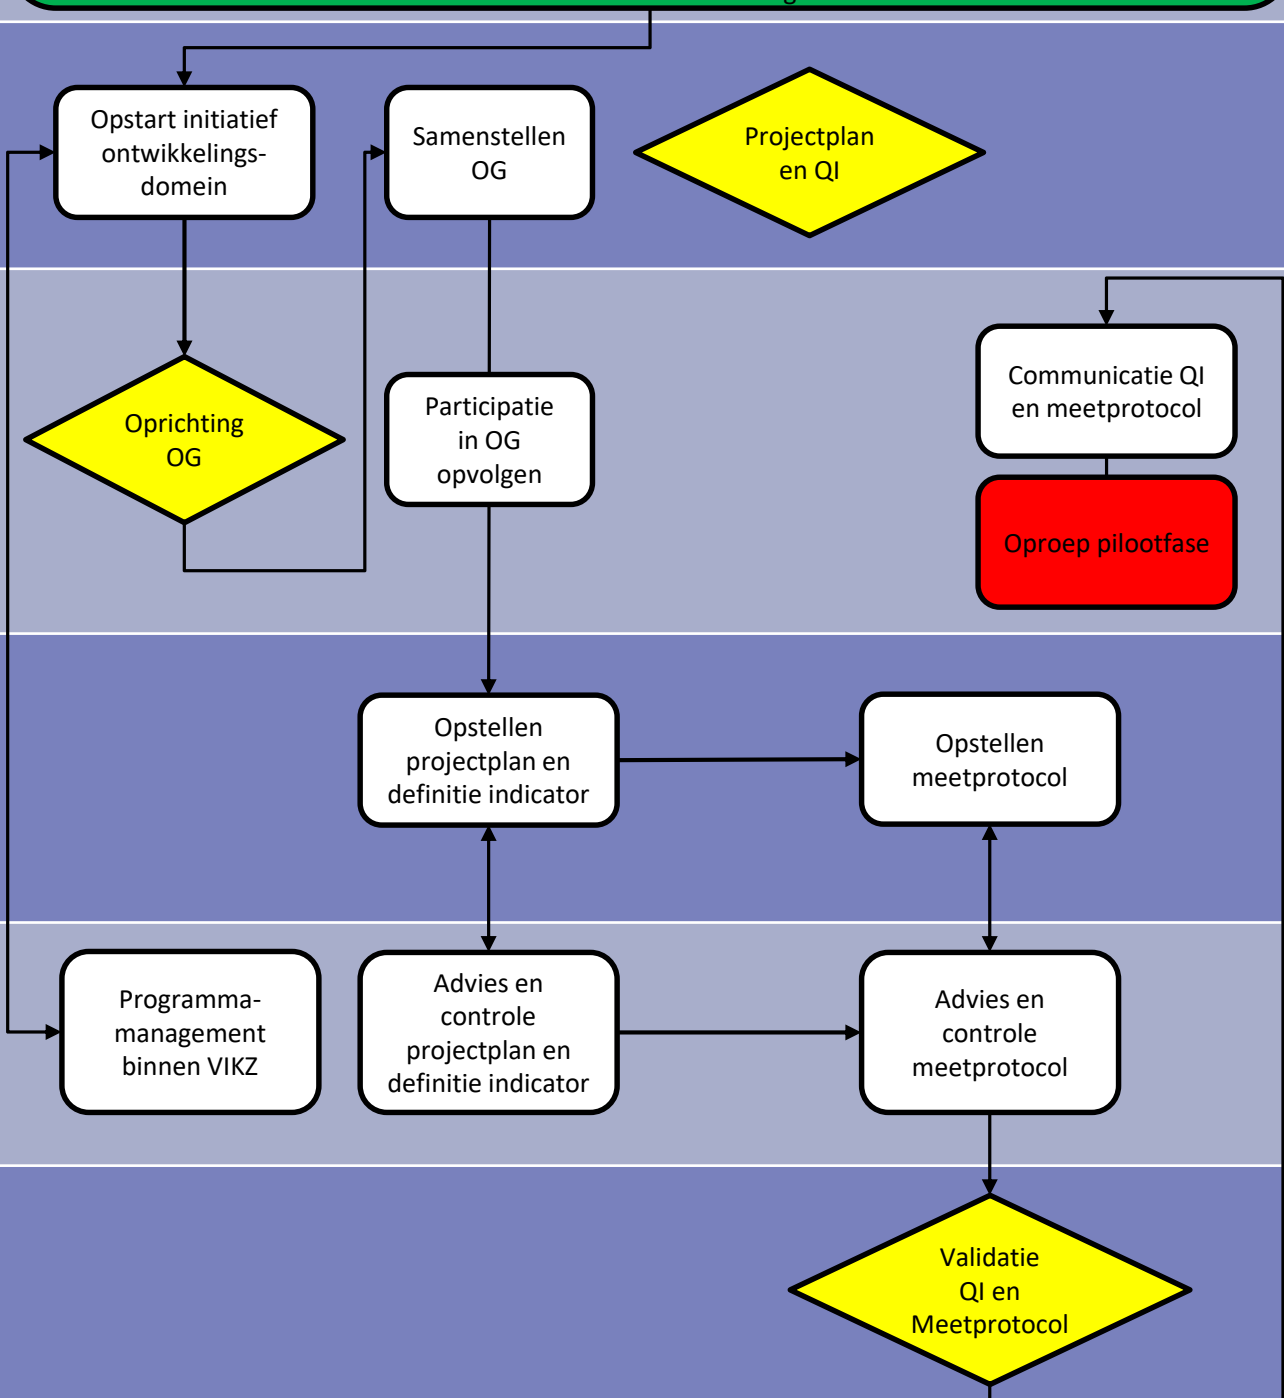 Opstart initiatief
ontwikkelings-
domein
Samenstellen
OG
Projectplan
en QI
Oprichting
OG
Participatie
in OG
opvolgen
Communicatie QI
en meetprotocol
Oproep pilootfase
Opstellen
projectplan en
definitie indicator
Opstellen
meetprotocol
Programma-
management
binnen VIKZ
Advies en
controle
projectplan en
definitie indicator
Advies en
controle
meetprotocol
Validatie
QI en
Meetprotocol